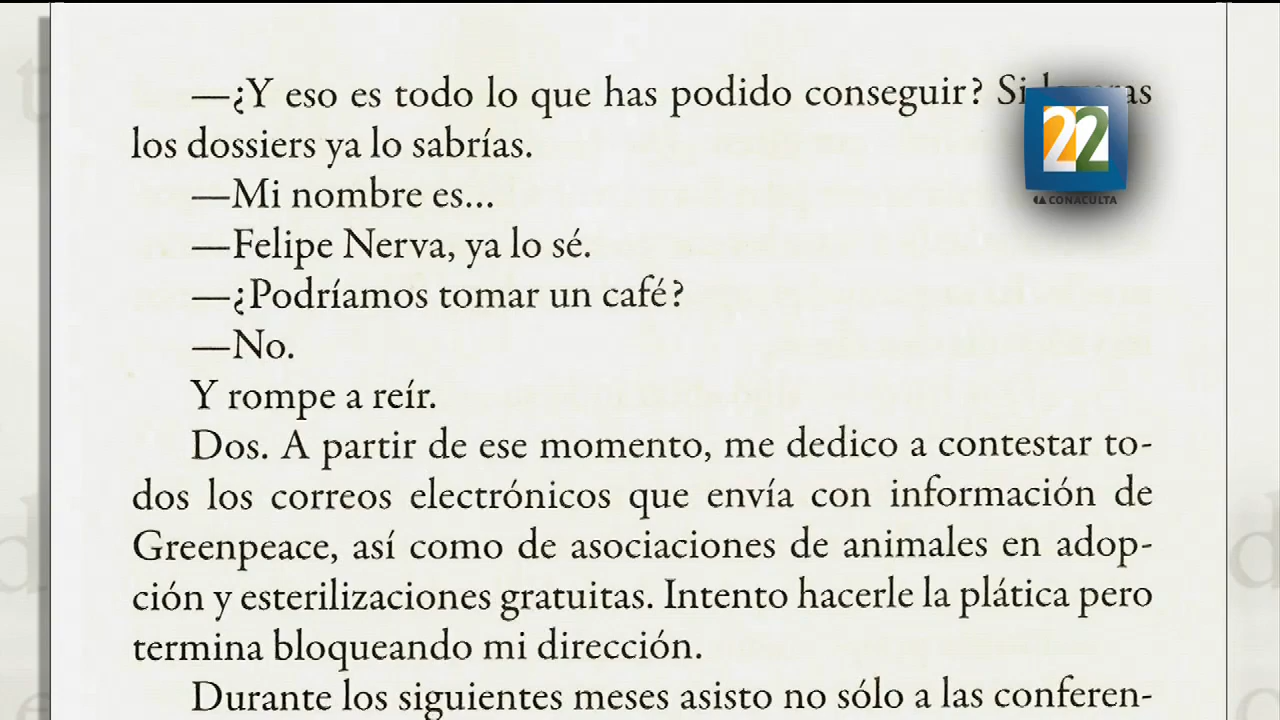 —¿Y eso es todo lo que has podido conseguir? Si
los dossiers ya lo sabrías.
—Mi nombre es...
—Felipe Nerva, ya lo sé.
—¿Podríamos tomar un café?
—No.
Y rompe a reír.
Dos. A partir de ese momento, me dedico a contestar to-
dos los correos electrónicos que envía con información de
Greenpeace, así como de asociaciones de animales en adop-
ción y esterilizaciones gratuitas. Intento hacerle la plática pero
termina bloqueando mi dirección.
Durante los siguientes meses asisto no sólo a las conferen-
22
CONACULTA